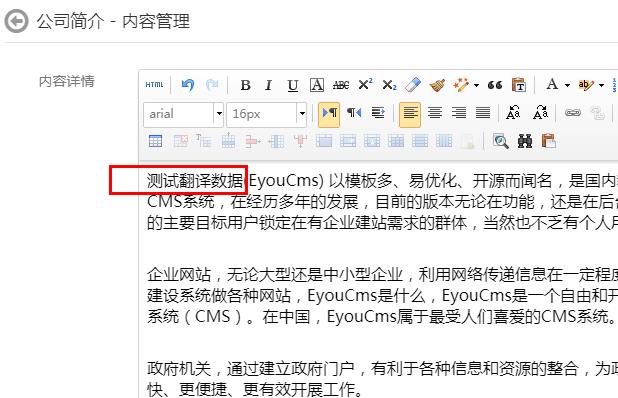 公司简介 - 内容管理
内容详情
HTML B I U A ABC X² X₂ A ab
arial 16px
测试翻译数据(EyouCms) 以模板多、易优化、开源而闻名，是国内
CMS系统，在经历多年的发展，目前的版本无论在功能，还是在后
的主要目标用户锁定在有企业建站需求的群体，当然也不乏有个人
企业网站，无论大型还是中小型企业，利用网络传递信息在一定程度
建设系统做各种网站，EyouCms是什么，EyouCms是一个自由和开
系统（CMS）。在中国，EyouCms属于最受人们喜爱的CMS系统。
政府机关，通过建立政府门户，有利于各种信息和资源的整合，为政
快、更便捷、更有效开展工作。